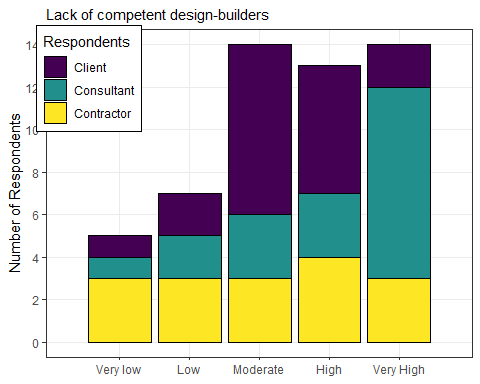 Lack of competent design-builders
Respondents
Client
Consultant
Contractor
Number of Respondents
14
12
10
8
6
4
2
0
Very low
Low
Moderate
High
Very High